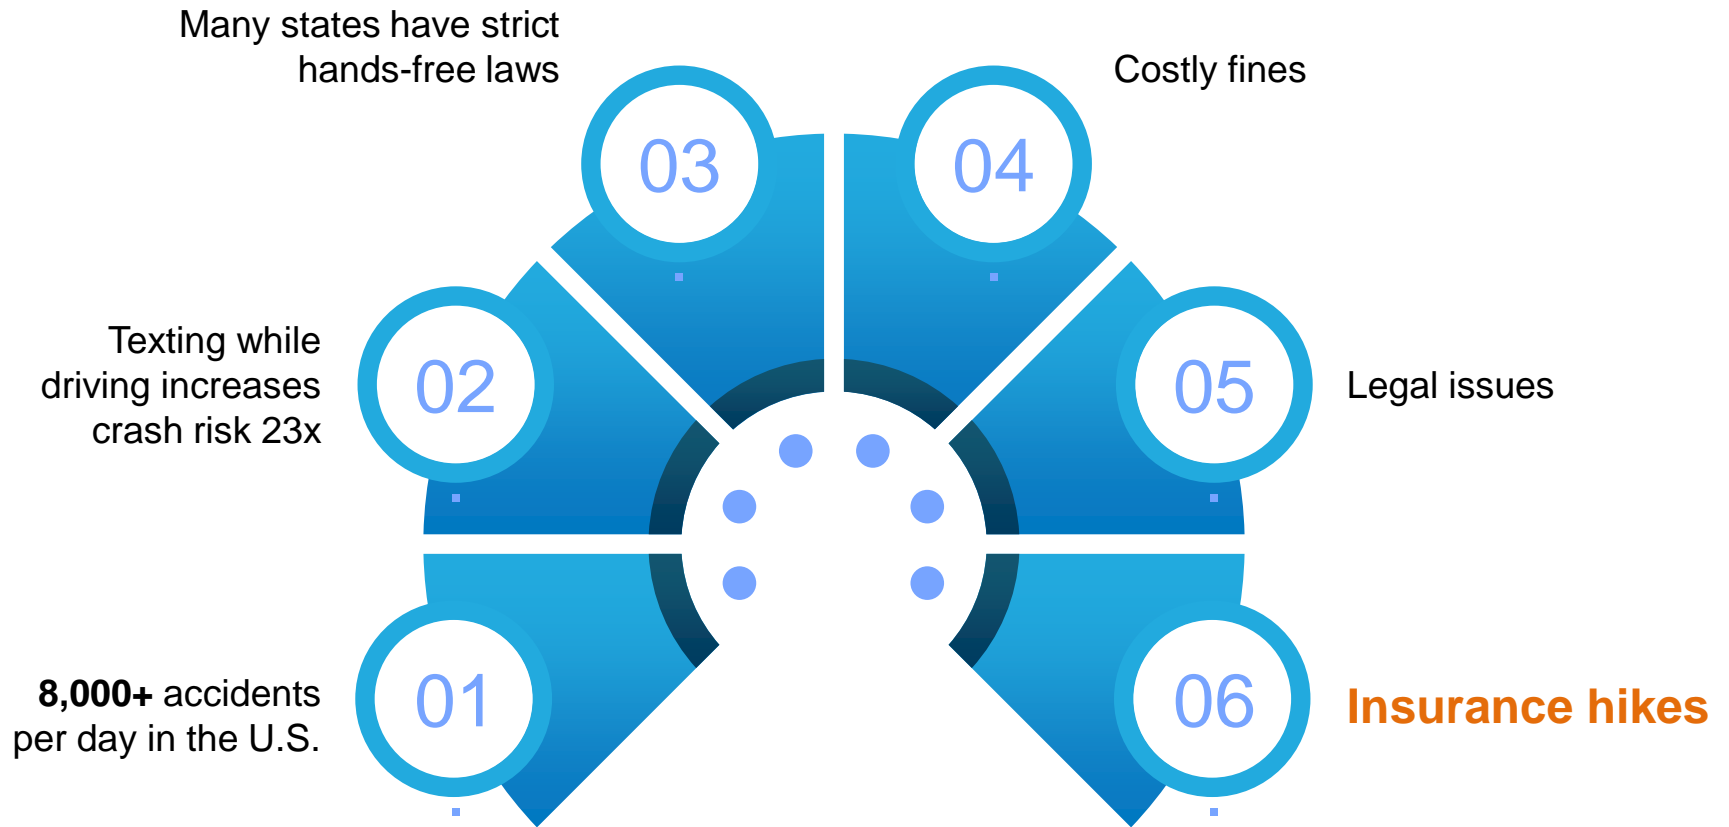 Many states have strict
hands-free laws
03
04
Costly fines
Texting while
driving increases
crash risk 23x
02
05
Legal issues
8,000+ accidents
per day in the U.S.
01
06
Insurance hikes